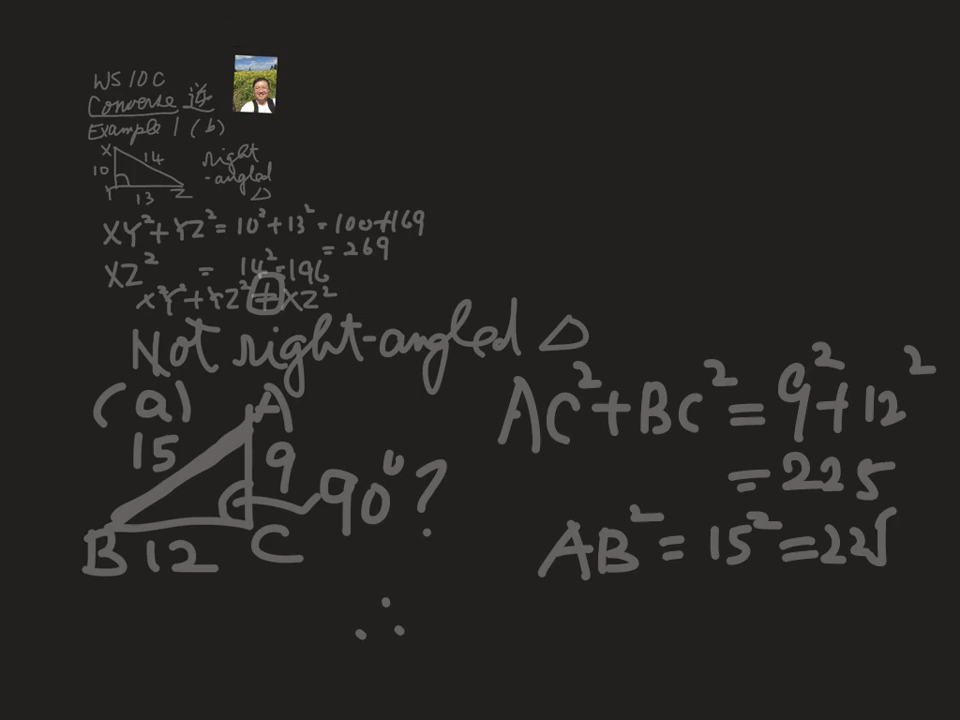 WS 10C
Converse 逆
Example 1 (b)
X
14
10
Y
13
Z
right
-angled
△
XY²+YZ²=10²+13²=100+169
=269
XZ² = 14²=196
X²Y²+YZ²≠XZ²
Not right-angled △
(a)
A
15
9
90°?
B
12
C
AC²+BC²=9²+12²
=225
AB²=15²=225
∴